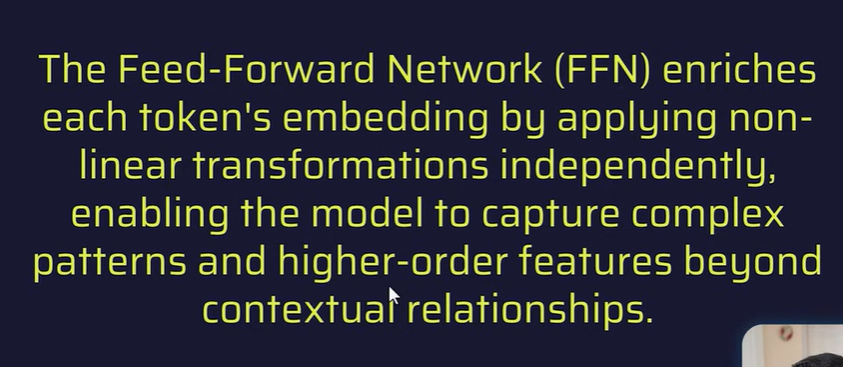 The Feed-Forward Network (FFN) enriches
each token's embedding by applying non-
linear transformations independently,
enabling the model to capture complex
patterns and higher-order features beyond
contextual relationships.